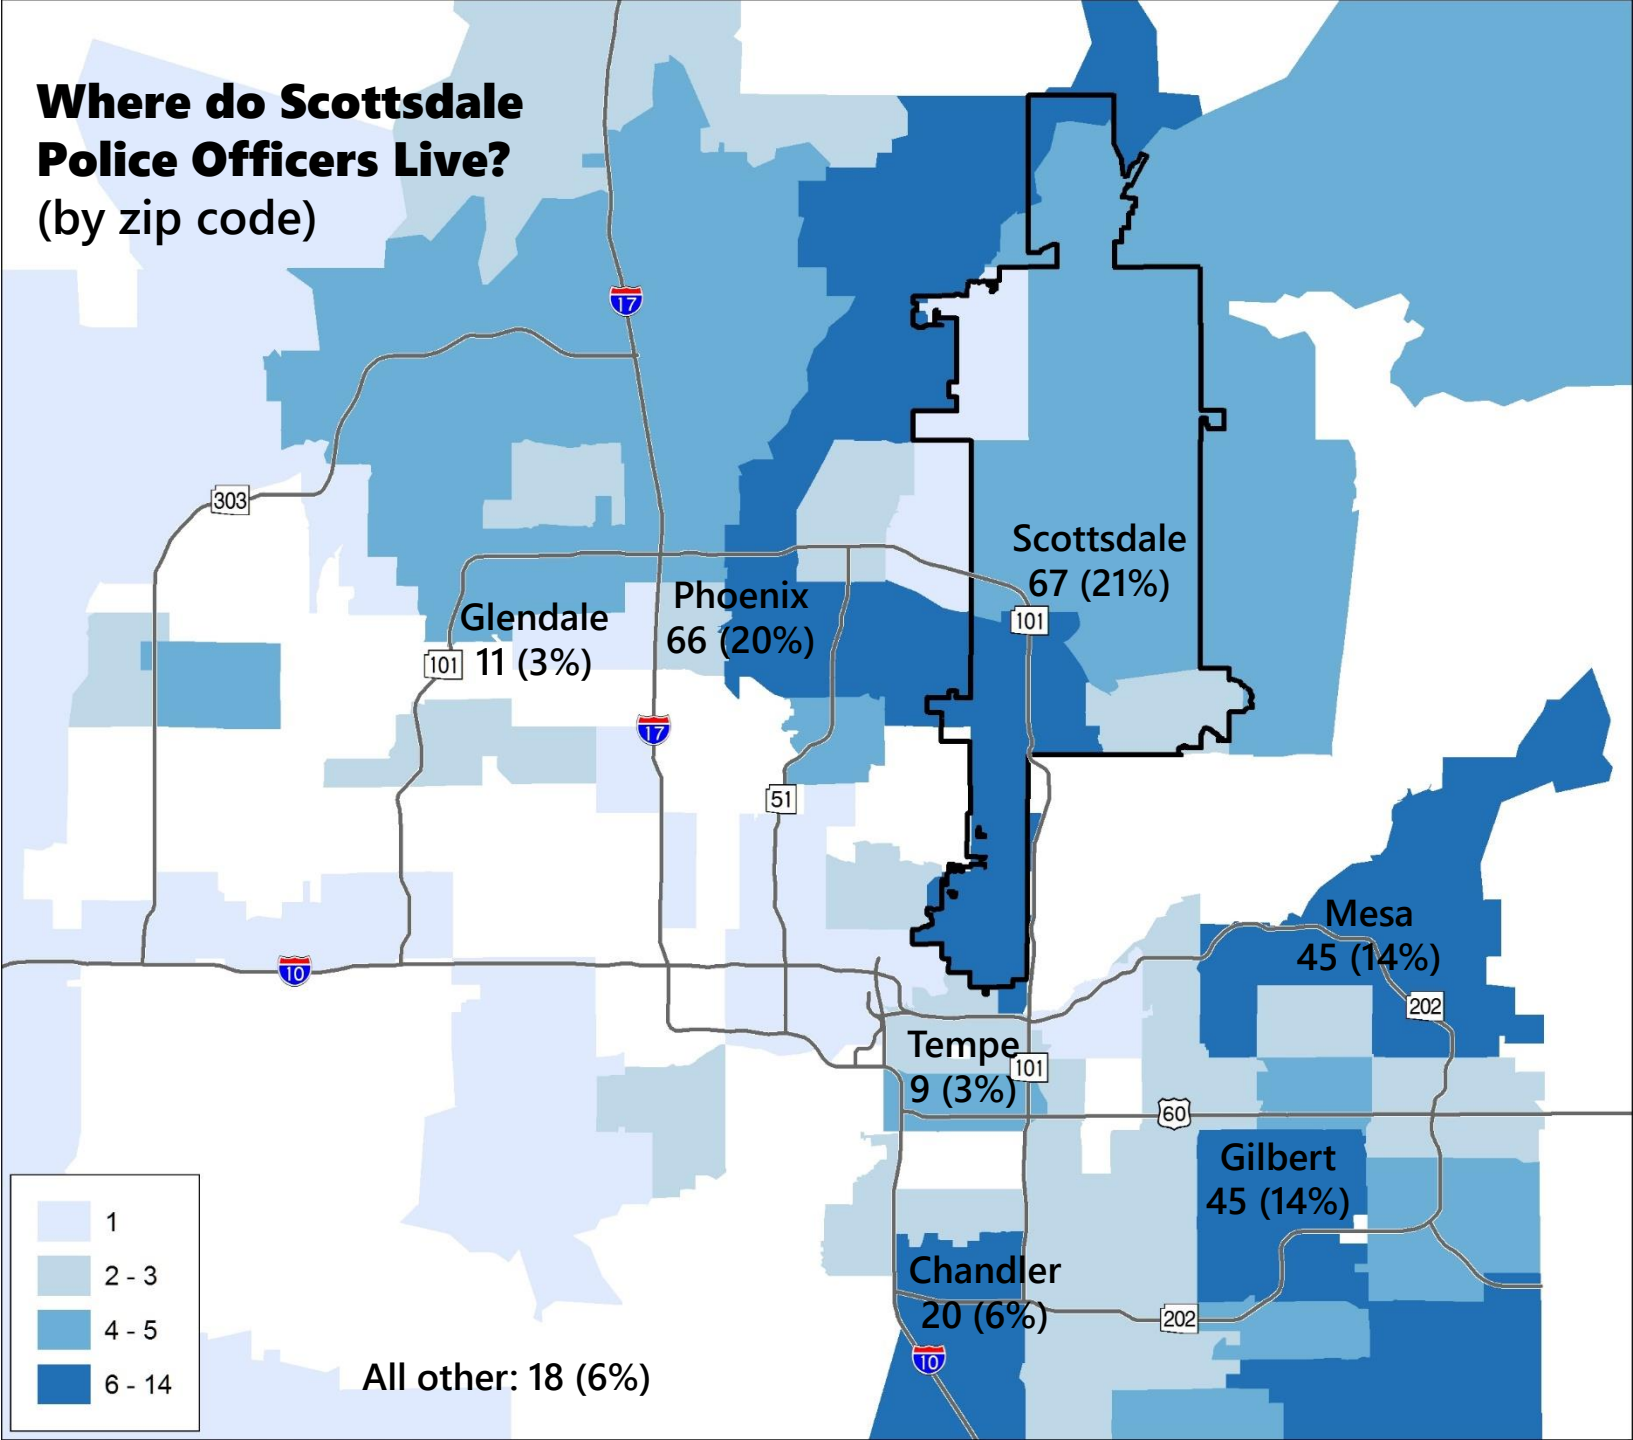 Where do Scottsdale
Police Officers Live?
(by zip code)
17
303
Scottsdale
67 (21%)
Phoenix
66 (20%)
Glendale
11 (3%)
101
101
17
51
Mesa
45 (14%)
10
202
Tempe
9 (3%)
101
60
Gilbert
45 (14%)
Chandler
20 (6%)
202
10
All other: 18 (6%)
1
2 - 3
4 - 5
6 - 14